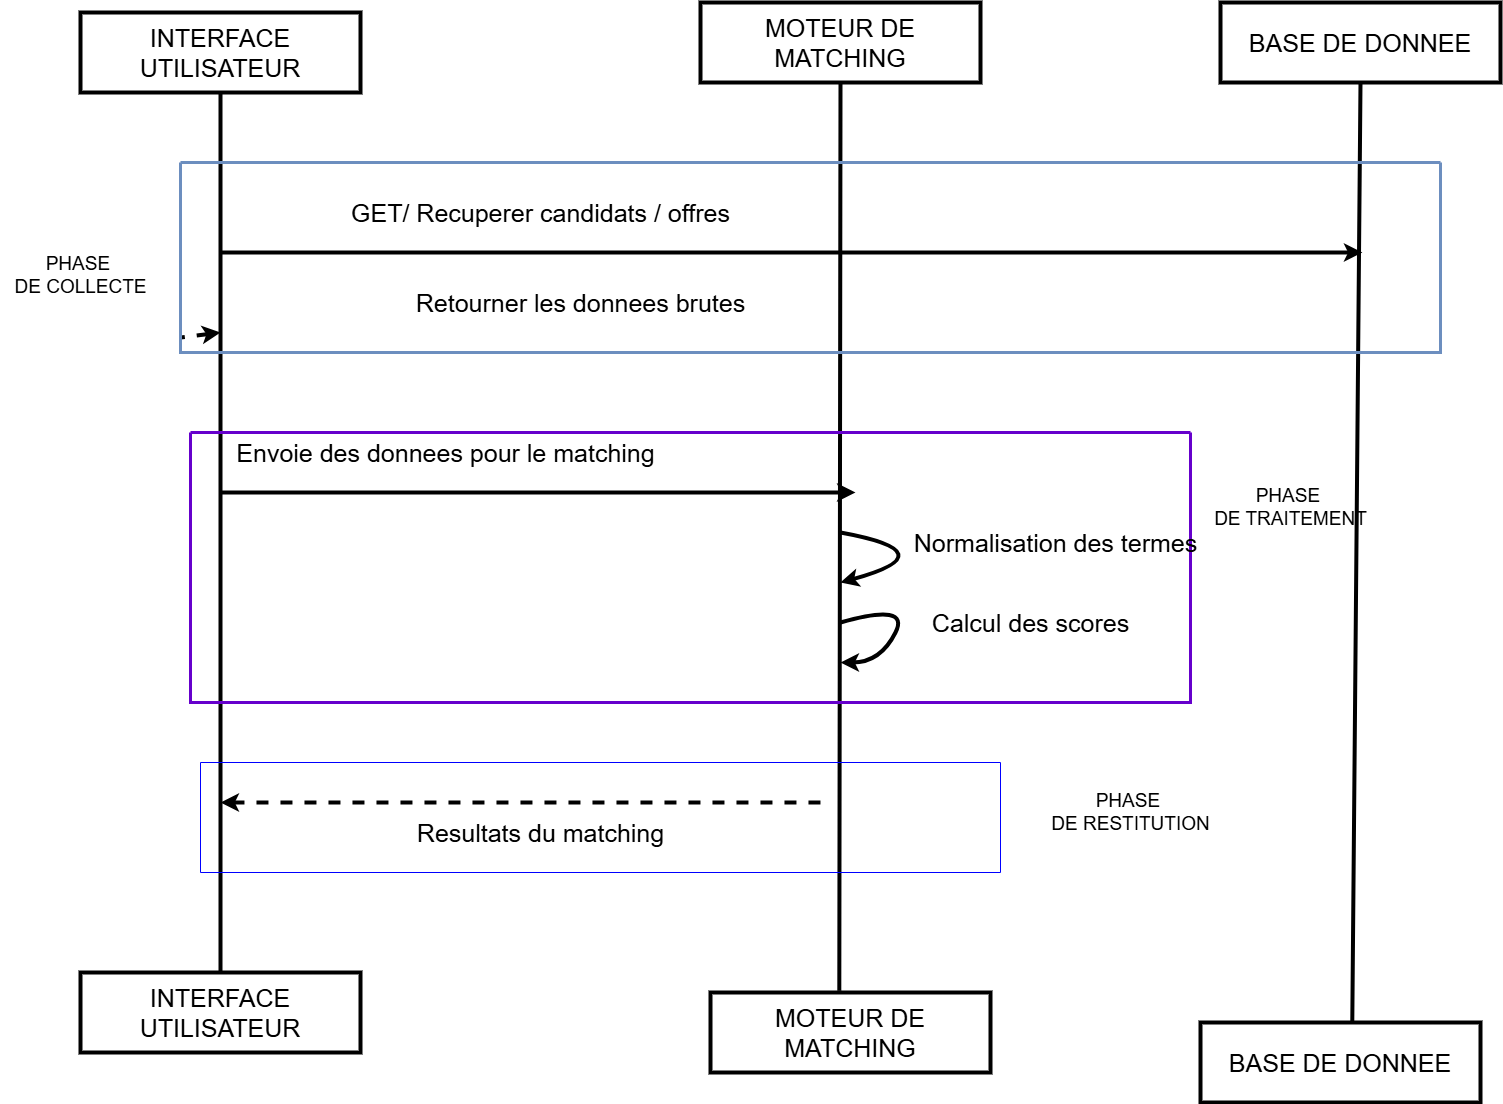 INTERFACE
UTILISATEUR
MOTEUR DE
MATCHING
BASE DE DONNEE
GET/ Recuperer candidats / offres
PHASE
DE COLLECTE
Retourner les donnees brutes
Envoie des donnees pour le matching
PHASE
DE TRAITEMENT
Normalisation des termes
Calcul des scores
PHASE
DE RESTITUTION
Resultats du matching
INTERFACE
UTILISATEUR
MOTEUR DE
MATCHING
BASE DE DONNEE